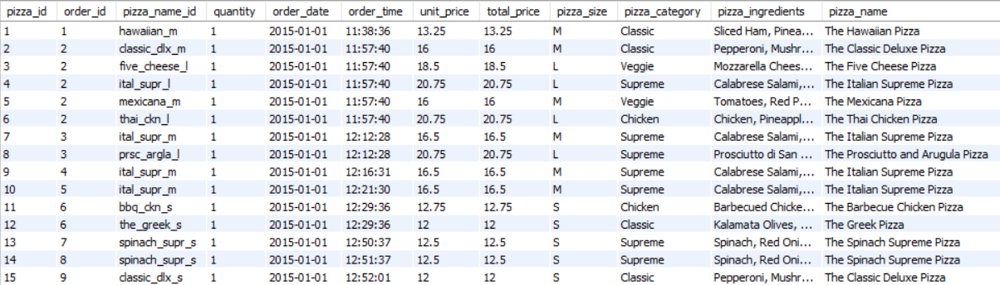 pizza_id order_id pizza_name_id quantity order_date order_time unit_price total_price pizza_size pizza_category pizza_ingredients pizza_name
1 1 hawaiian_m 1 2015-01-01 11:38:36 13.25 13.25 M Classic Sliced Ham, Pinea... The Hawaiian Pizza
2 2 classic_dlx_m 1 2015-01-01 11:57:40 16 16 M Classic Pepperoni, Mushr... The Classic Deluxe Pizza
3 2 five_cheese_l 1 2015-01-01 11:57:40 18.5 18.5 L Veggie Mozzarella Chees... The Five Cheese Pizza
4 2 ital_supr_l 1 2015-01-01 11:57:40 20.75 20.75 L Supreme Calabrese Salami,... The Italian Supreme Pizza
5 2 mexicana_m 1 2015-01-01 11:57:40 16 16 M Veggie Tomatoes, Red P... The Mexicana Pizza
6 2 thai_ckn_l 1 2015-01-01 11:57:40 20.75 20.75 L Chicken Chicken, Pineappl... The Thai Chicken Pizza
7 3 ital_supr_m 1 2015-01-01 12:12:28 16.5 16.5 M Supreme Calabrese Salami,... The Italian Supreme Pizza
8 3 prsc_argla_l 1 2015-01-01 12:12:28 20.75 20.75 L Supreme Prosciutto di San ... The Prosciutto and Arugula Pizza
9 4 ital_supr_m 1 2015-01-01 12:16:31 16.5 16.5 M Supreme Calabrese Salami,... The Italian Supreme Pizza
10 5 ital_supr_m 1 2015-01-01 12:21:30 16.5 16.5 M Supreme Calabrese Salami,... The Italian Supreme Pizza
11 6 bbq_ckn_s 1 2015-01-01 12:29:36 12.75 12.75 S Chicken Barbecued Chicke... The Barbecue Chicken Pizza
12 6 the_greek_s 1 2015-01-01 12:29:36 12 12 S Classic Kalamata Olives, ... The Greek Pizza
13 7 spinach_supr_s 1 2015-01-01 12:50:37 12.5 12.5 S Supreme Spinach, Red Oni... The Spinach Supreme Pizza
14 8 spinach_supr_s 1 2015-01-01 12:51:37 12.5 12.5 S Supreme Spinach, Red Oni... The Spinach Supreme Pizza
15 9 classic_dlx_s 1 2015-01-01 12:52:01 12 12 S Classic Pepperoni, Mushr... The Classic Deluxe Pizza